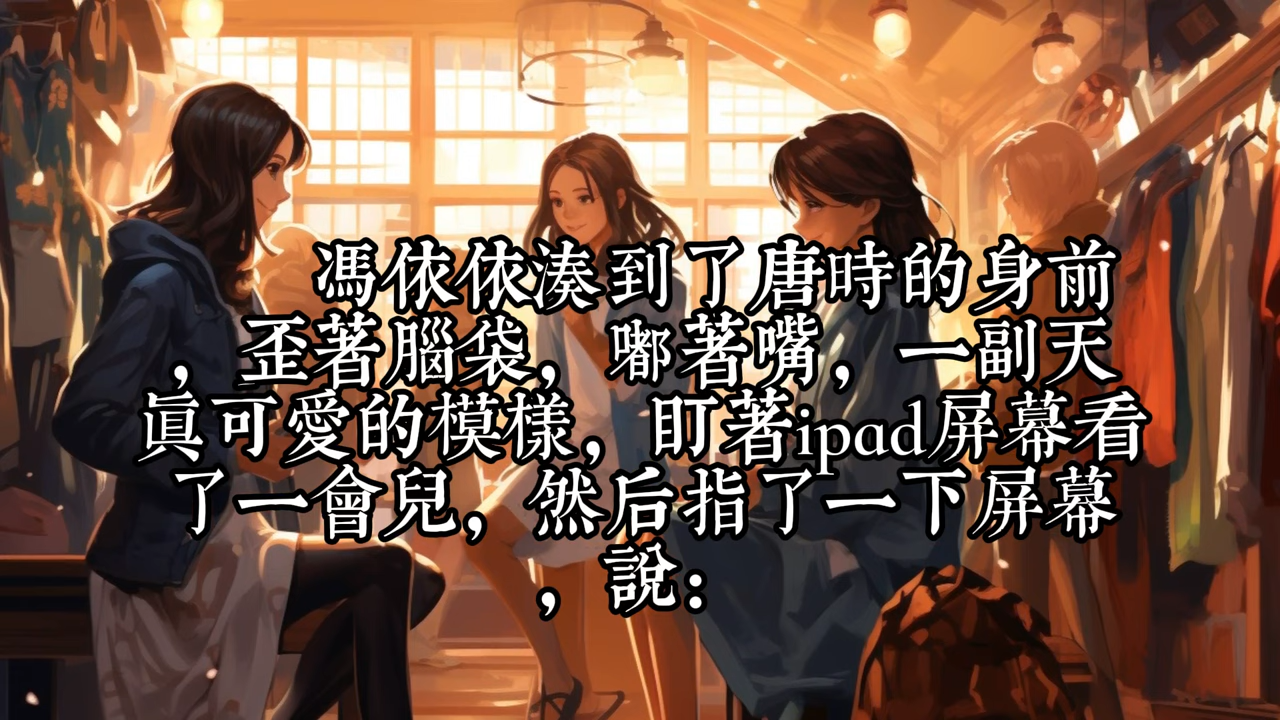 馮依依湊到了唐時的身前
，歪著腦袋，嘟著嘴，一副天
眞可愛的模樣，盯著ipad屏幕看
了一會兒，然后指了一下屏幕
，說：